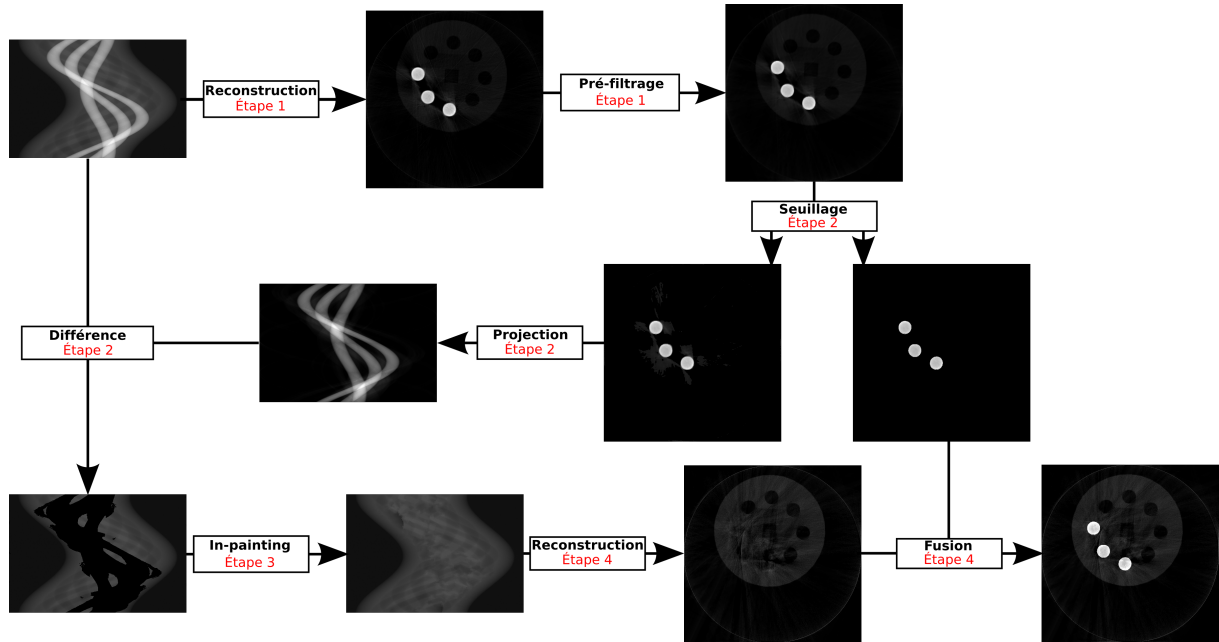 Reconstruction
Étape 1
Pré-filtrage
Étape 1
Seuillage
Étape 2
Différence
Étape 2
Projection
Étape 2
In-painting
Étape 3
Reconstruction
Étape 4
Fusion
Étape 4